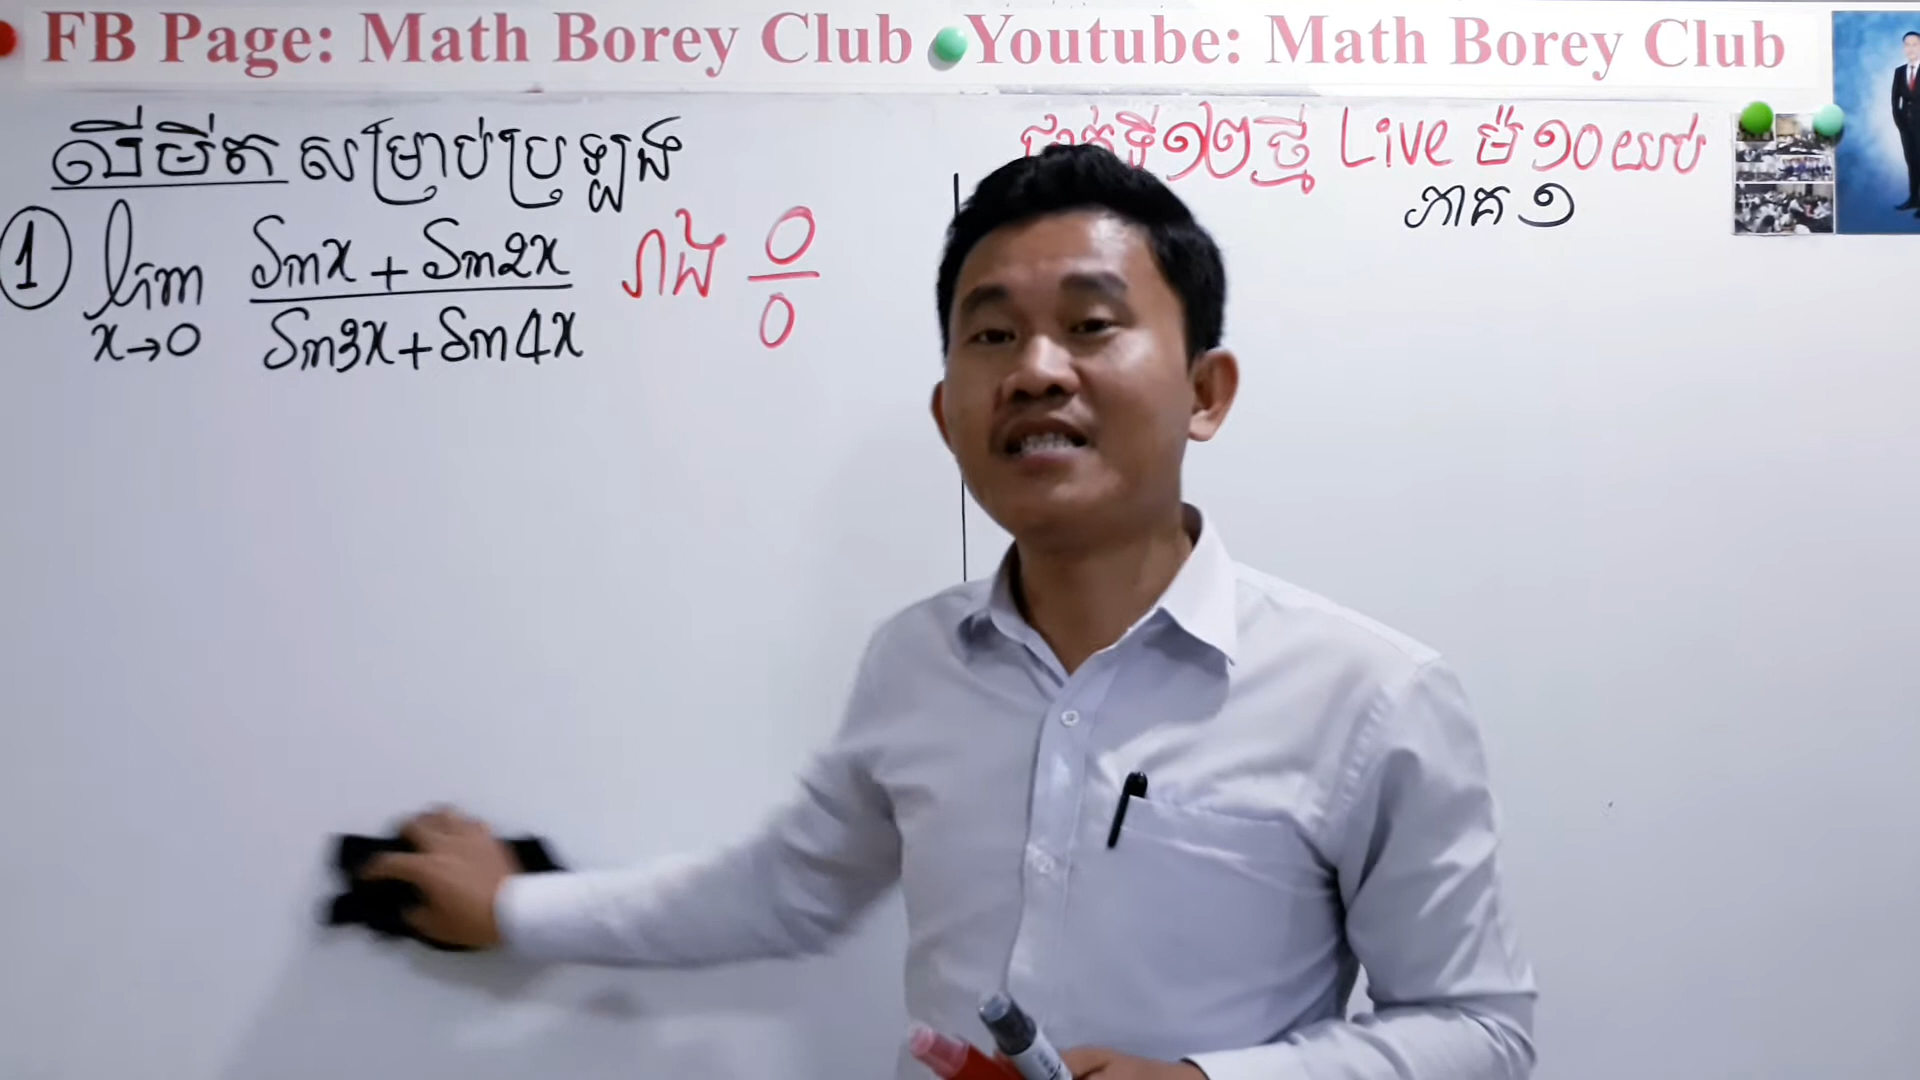 FB Page: Math Borey Club Youtube: Math Borey Club
លីមីត សម្រាប់ប្រឡង
1 lim x→0 (sinx + sin2x)/(sin3x + sin4x) រាង 0/0
ទី១២ថ្មី Live ម៉ ១០យប់
ភាគ ១